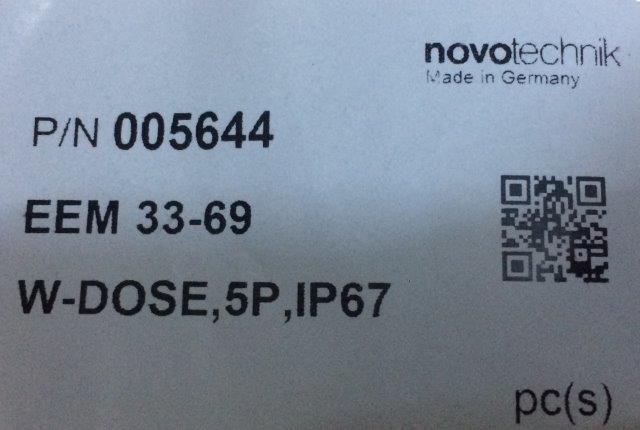 novotechnik
Made in Germany
P/N 005644
EEM 33-69
W-DOSE,5P,IP67
pc(s)